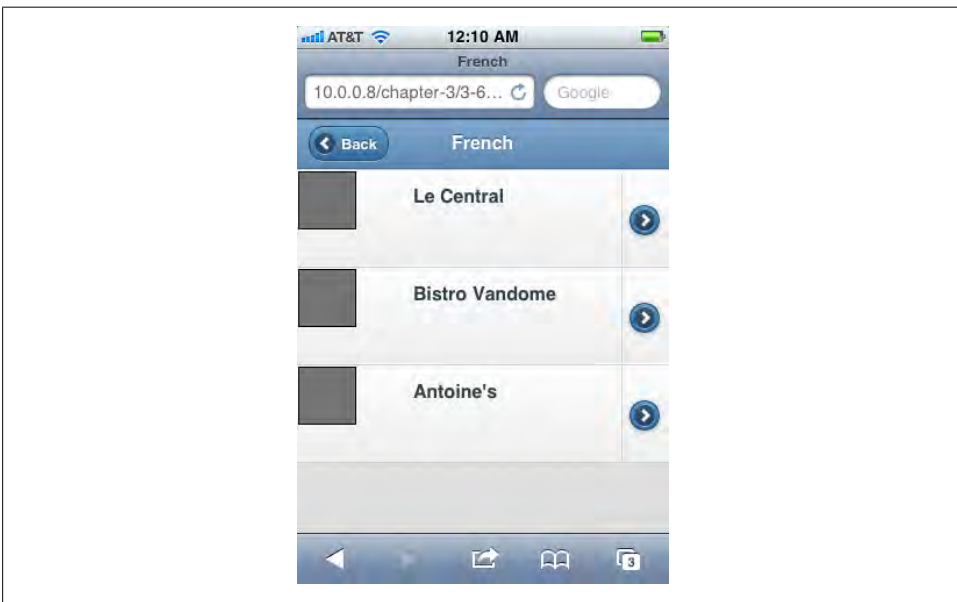 AT&T 12:10 AM
French
10.0.0.8/chapter-3/3-6... Google
Back French
Le Central
Bistro Vandome
Antoine's
3